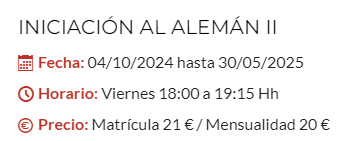 INICIACIÓN AL ALEMÁN II
Fecha: 04/10/2024 hasta 30/05/2025
Horario: Viernes 18:00 a 19:15 Hh
Precio: Matrícula 21 € / Mensualidad 20 €